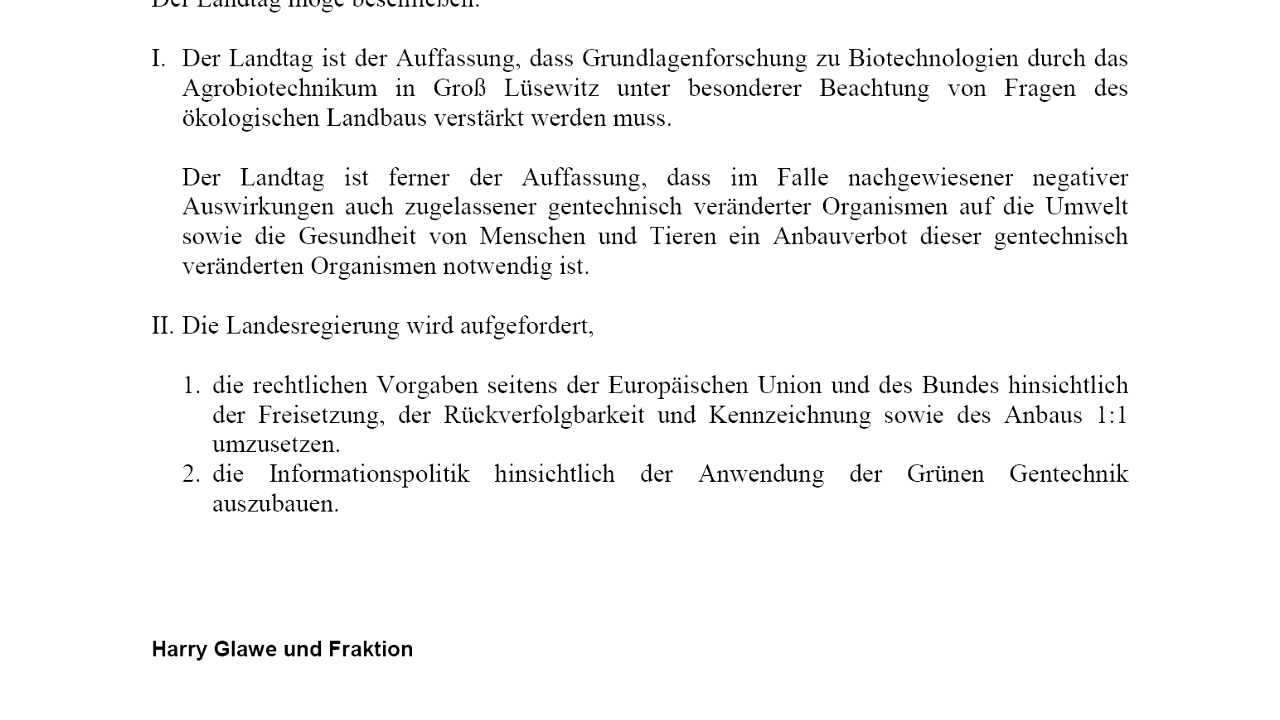 Der Landtag möge beschließen:
I. Der Landtag ist der Auffassung, dass Grundlagenforschung zu Biotechnologien durch das
Agrobiotechnikum in Groß Lüsewitz unter besonderer Beachtung von Fragen des
ökologischen Landbaus verstärkt werden muss.
Der Landtag ist ferner der Auffassung, dass im Falle nachgewiesener negativer
Auswirkungen auch zugelassener gentechnisch veränderter Organismen auf die Umwelt
sowie die Gesundheit von Menschen und Tieren ein Anbauverbot dieser gentechnisch
veränderten Organismen notwendig ist.
II. Die Landesregierung wird aufgefordert,
1. die rechtlichen Vorgaben seitens der Europäischen Union und des Bundes hinsichtlich
der Freisetzung, der Rückverfolgbarkeit und Kennzeichnung sowie des Anbaus 1:1
umzusetzen.
2. die Informationspolitik hinsichtlich der Anwendung der Grünen Gentechnik
auszubauen.
Harry Glawe und Fraktion